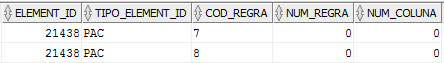 ELEMENT_ID TIPO_ELEMENT_ID COD_REGRA NUM_REGRA NUM_COLUNA
21438 PAC 7 0 0
21438 PAC 8 0 0